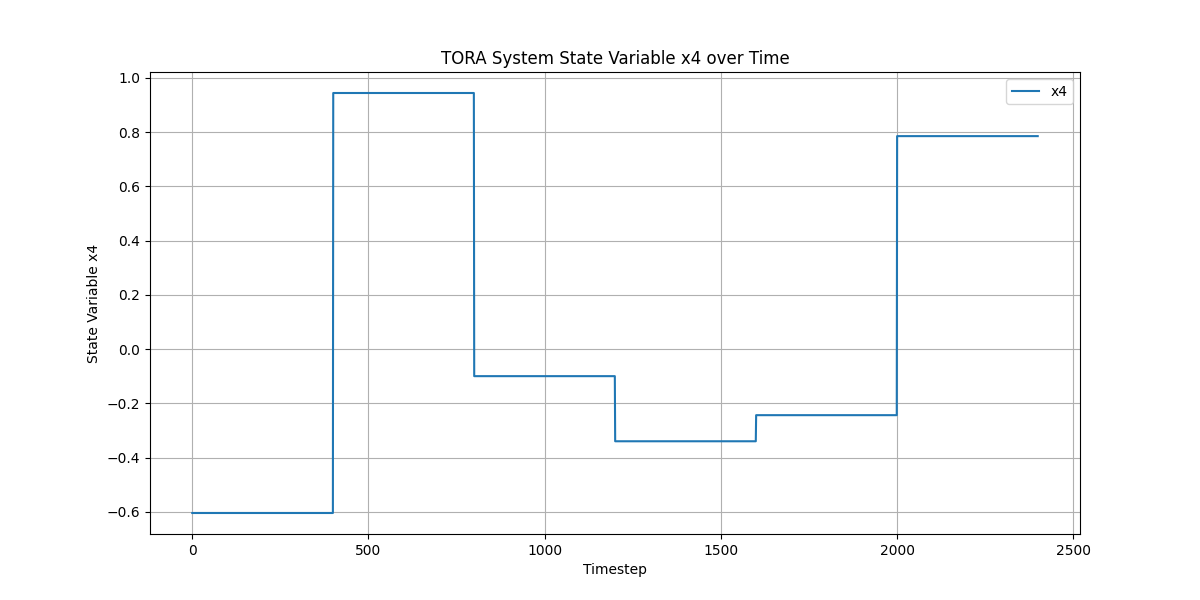 TORA System State Variable x4 over Time
x4
State Variable x4
1.0
0.8
0.6
0.4
0.2
0.0
−0.2
−0.4
−0.6
0 500 1000 1500 2000 2500
Timestep